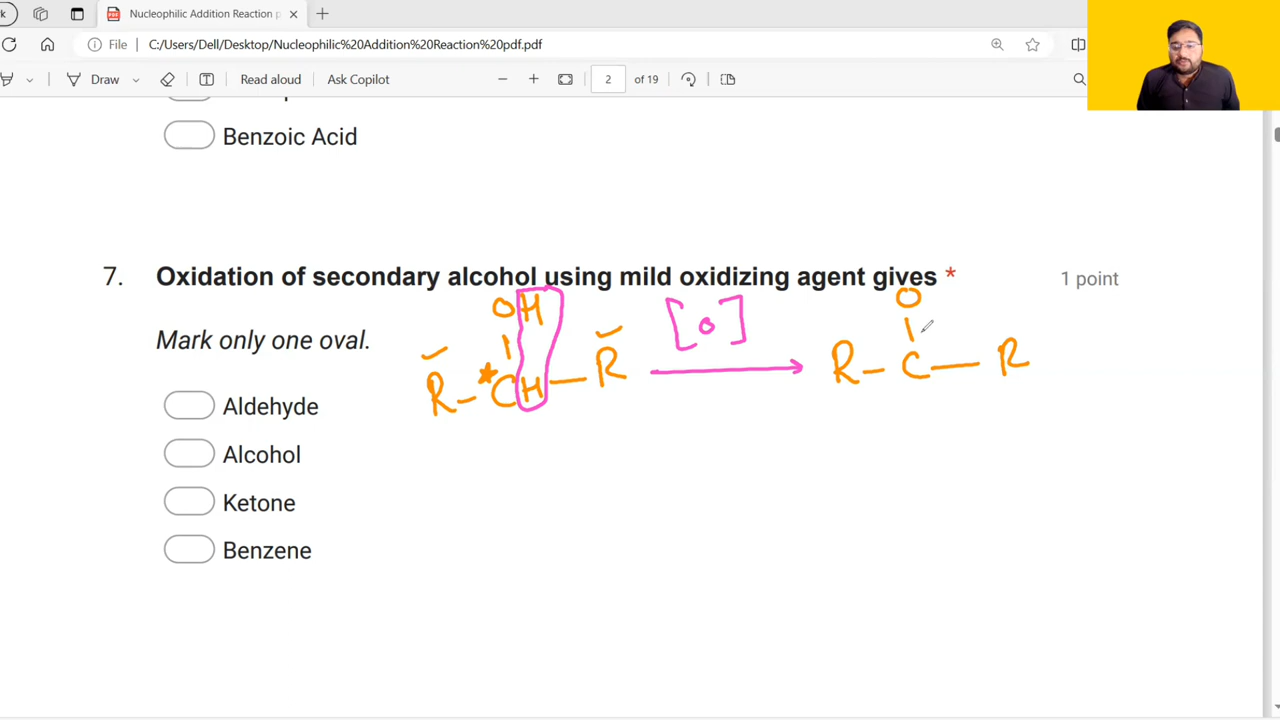 Nucleophilic Addition Reaction p
File C:/Users/Dell/Desktop/Nucleophilic%20Addition%20Reaction%20pdf.pdf
Draw Read aloud Ask Copilot 2 of 19
Benzoic Acid
7. Oxidation of secondary alcohol using mild oxidizing agent gives * 1 point
Mark only one oval.
OH [O] O
R - *CH — R R - C — R
Aldehyde
Alcohol
Ketone
Benzene